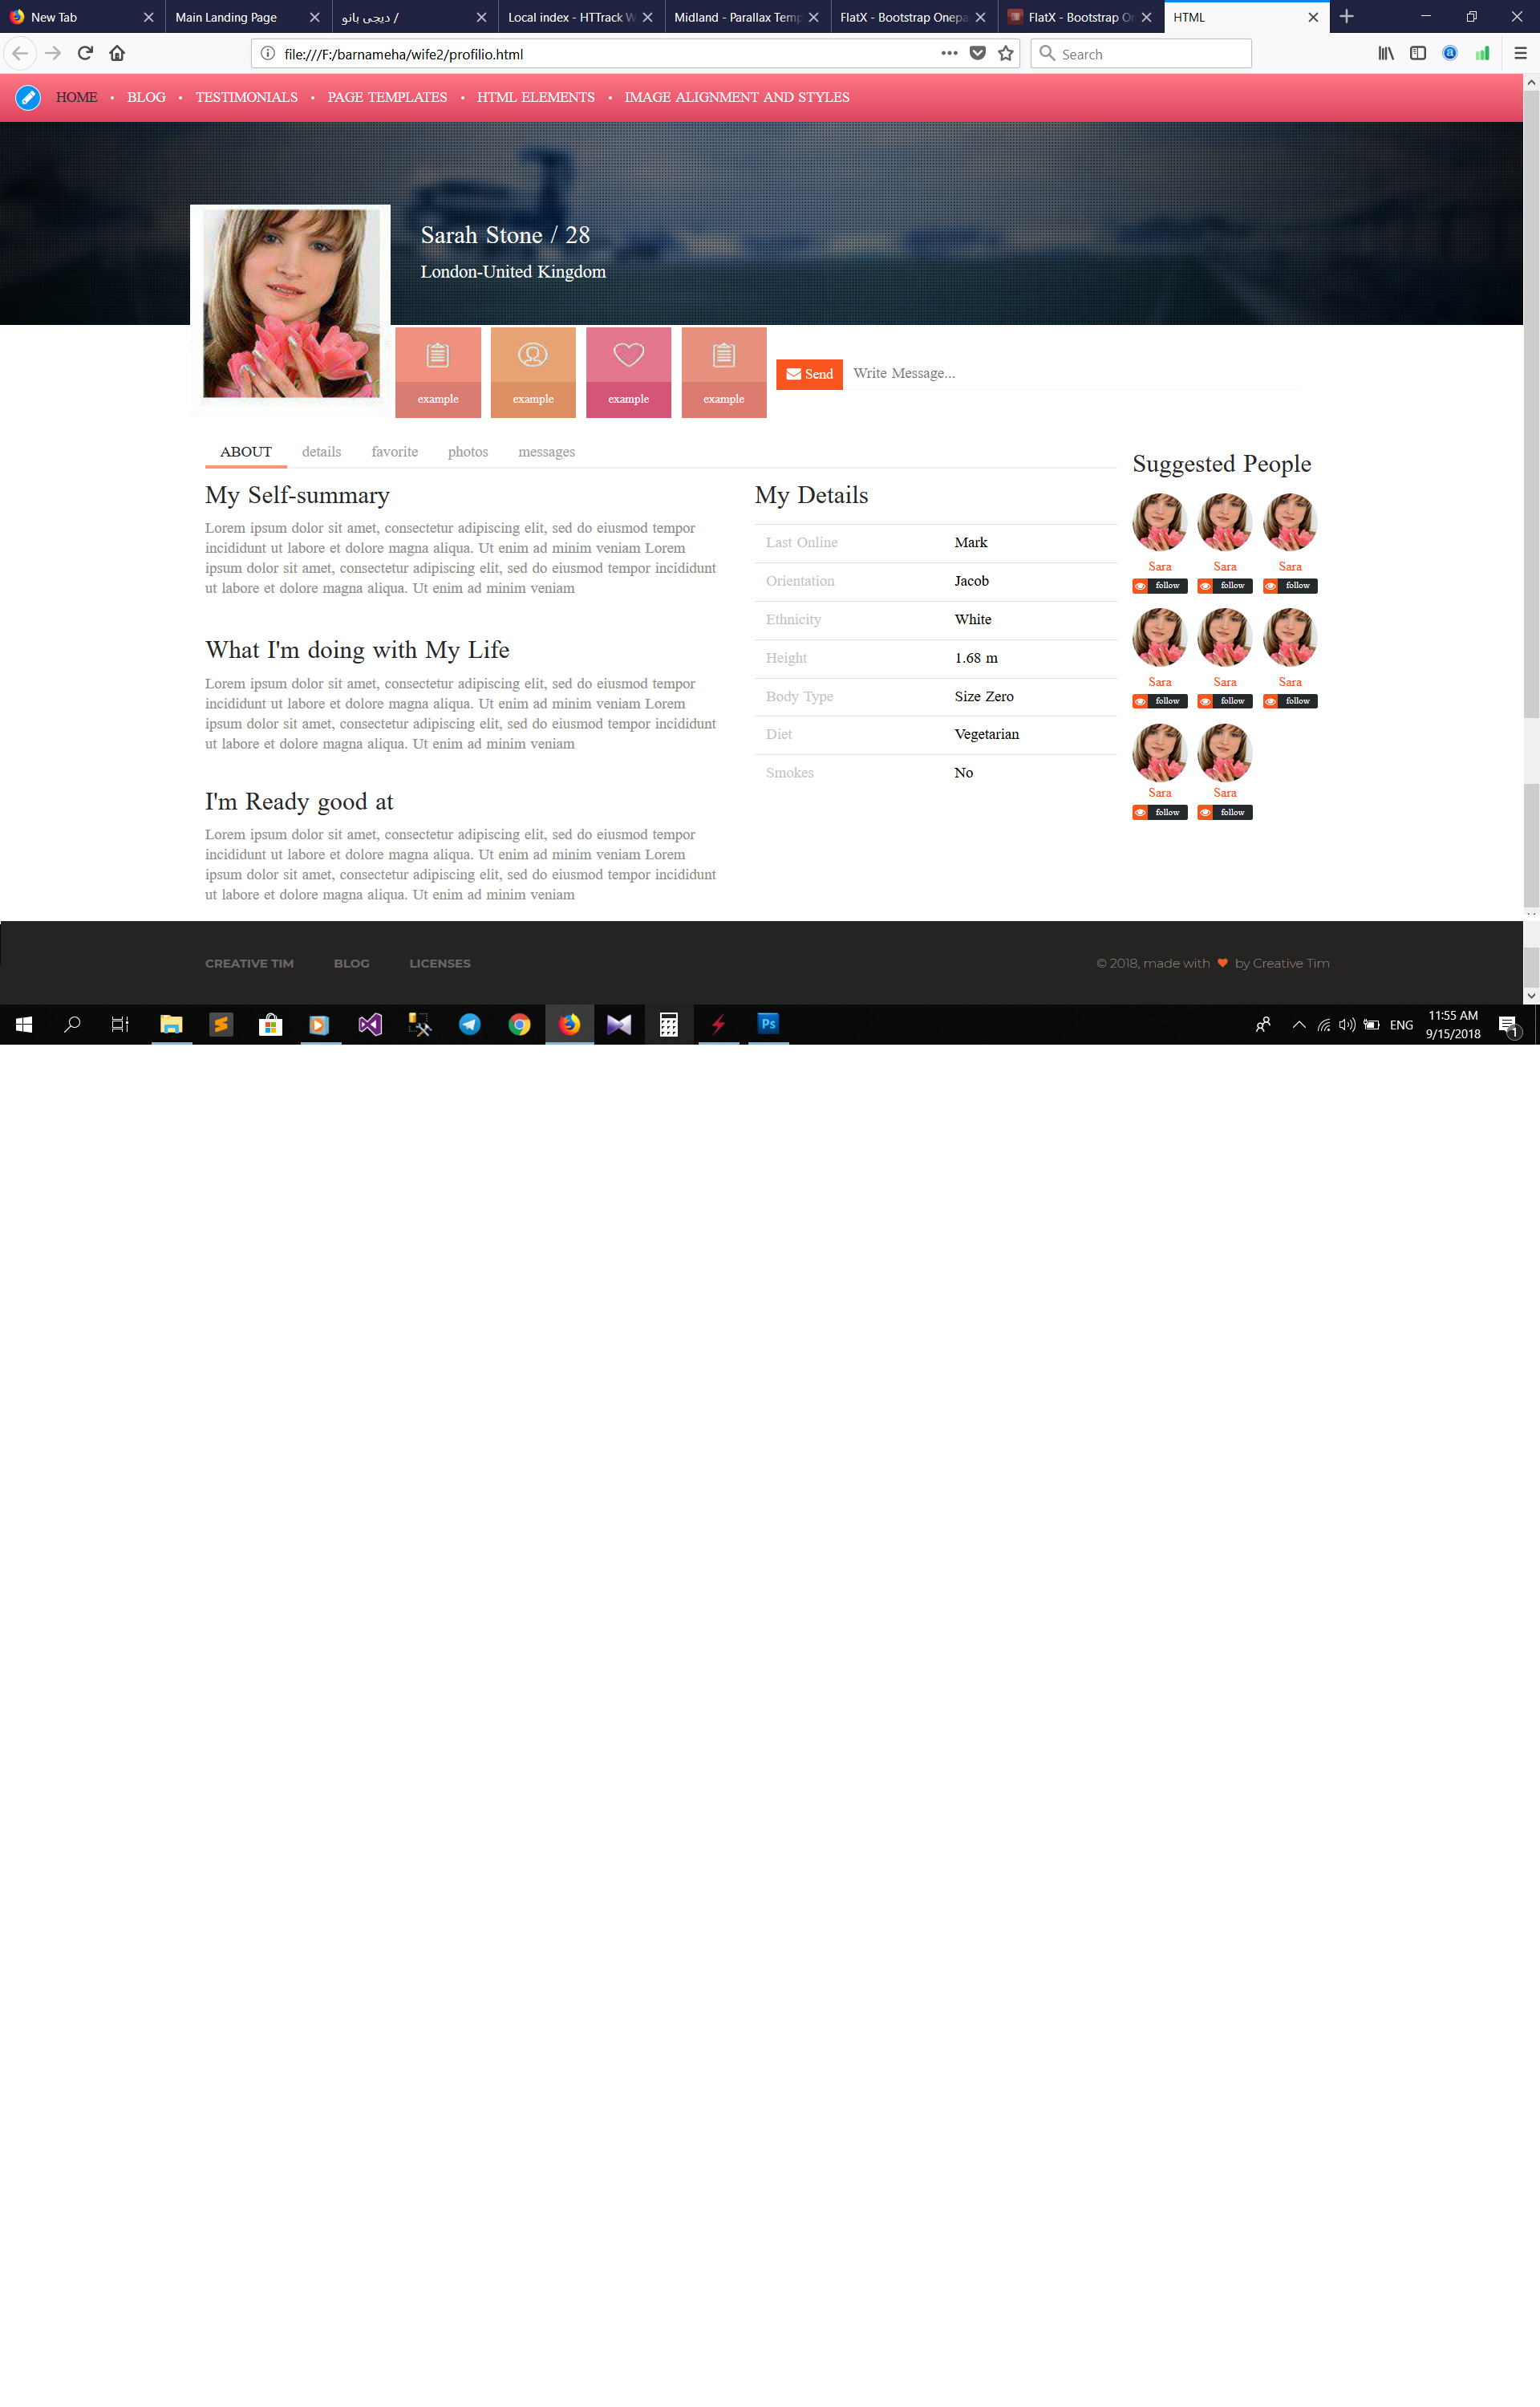 New Tab
Main Landing Page
دیجی بانو /
Local index - HTTrack W
Midland - Parallax Temp
FlatX - Bootstrap Onepa
FlatX - Bootstrap On
HTML
file:///F:/barnameha/wife2/profilio.html
Search
HOME • BLOG • TESTIMONIALS • PAGE TEMPLATES • HTML ELEMENTS • IMAGE ALIGNMENT AND STYLES
Sarah Stone / 28
London-United Kingdom
example
example
example
example
Send
Write Message...
ABOUT
details
favorite
photos
messages
My Self-summary
Lorem ipsum dolor sit amet, consectetur adipiscing elit, sed do eiusmod tempor
incididunt ut labore et dolore magna aliqua. Ut enim ad minim veniam Lorem
ipsum dolor sit amet, consectetur adipiscing elit, sed do eiusmod tempor incididunt
ut labore et dolore magna aliqua. Ut enim ad minim veniam
What I'm doing with My Life
Lorem ipsum dolor sit amet, consectetur adipiscing elit, sed do eiusmod tempor
incididunt ut labore et dolore magna aliqua. Ut enim ad minim veniam Lorem
ipsum dolor sit amet, consectetur adipiscing elit, sed do eiusmod tempor incididunt
ut labore et dolore magna aliqua. Ut enim ad minim veniam
I'm Ready good at
Lorem ipsum dolor sit amet, consectetur adipiscing elit, sed do eiusmod tempor
incididunt ut labore et dolore magna aliqua. Ut enim ad minim veniam Lorem
ipsum dolor sit amet, consectetur adipiscing elit, sed do eiusmod tempor incididunt
ut labore et dolore magna aliqua. Ut enim ad minim veniam
My Details
Last Online Mark
Orientation Jacob
Ethnicity White
Height 1.68 m
Body Type Size Zero
Diet Vegetarian
Smokes No
Suggested People
Sara Sara Sara
follow follow follow
Sara Sara Sara
follow follow follow
Sara Sara
follow follow
CREATIVE TIM BLOG LICENSES
© 2018, made with ♥ by Creative Tim
Ps
ENG
11:55 AM
9/15/2018
1